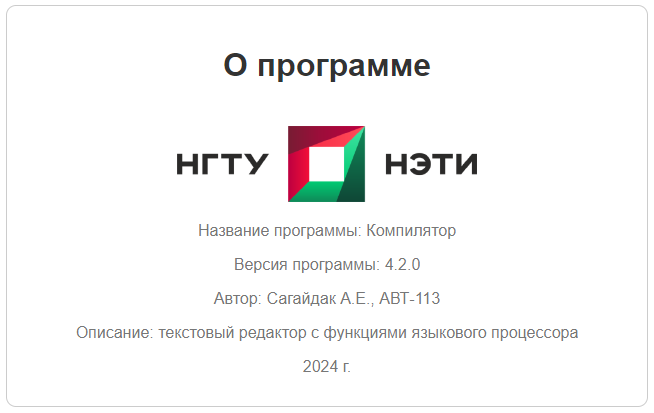 О программе
НГТУ НЭТИ
Название программы: Компилятор
Версия программы: 4.2.0
Автор: Сагайдак А.Е., АВТ-113
Описание: текстовый редактор с функциями языкового процессора
2024 г.